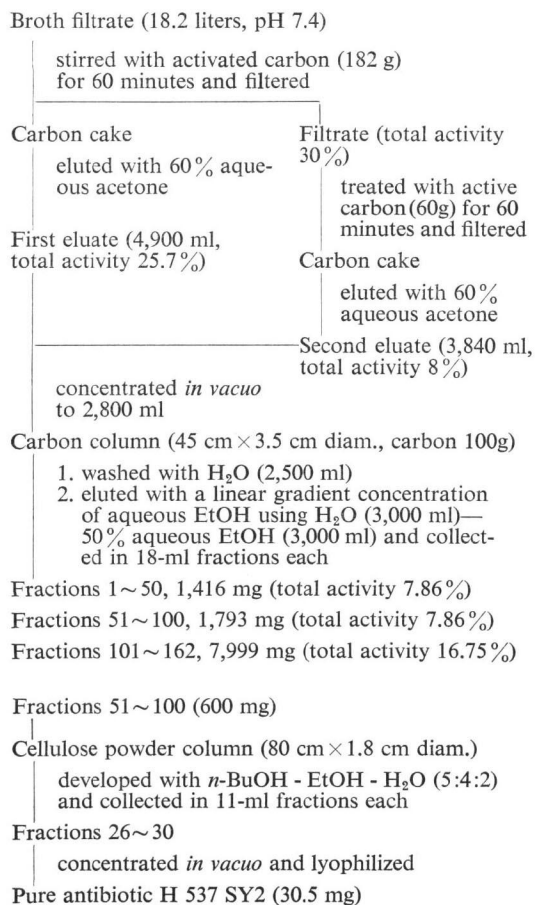 Broth filtrate (18.2 liters, pH 7.4)
stirred with activated carbon (182 g)
for 60 minutes and filtered
Carbon cake
eluted with 60% aque-
ous acetone
First eluate (4,900 ml,
total activity 25.7%)
Filtrate (total activity
30%)
treated with active
carbon(60g) for 60
minutes and filtered
Carbon cake
eluted with 60%
aqueous acetone
Second eluate (3,840 ml,
total activity 8%)
concentrated in vacuo
to 2,800 ml
Carbon column (45 cm×3.5 cm diam., carbon 100g)
1. washed with H₂O (2,500 ml)
2. eluted with a linear gradient concentration
of aqueous EtOH using H₂O (3,000 ml)—
50% aqueous EtOH (3,000 ml) and collect-
ed in 18-ml fractions each
Fractions 1~50, 1,416 mg (total activity 7.86%)
Fractions 51~100, 1,793 mg (total activity 7.86%)
Fractions 101~162, 7,999 mg (total activity 16.75%)
Fractions 51~100 (600 mg)
Cellulose powder column (80 cm×1.8 cm diam.)
developed with n-BuOH - EtOH - H₂O (5:4:2)
and collected in 11-ml fractions each
Fractions 26~30
concentrated in vacuo and lyophilized
Pure antibiotic H 537 SY2 (30.5 mg)